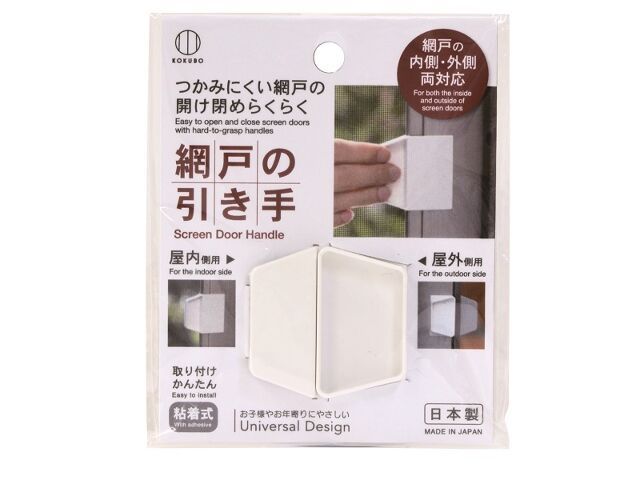 KOKUBO
つかみにくい網戸の
開け閉めらくらく
Easy to open and close screen doors
with hard-to-grasp handles
網戸の
引き手
Screen Door Handle
網戸の
内側・外側
両対応
For both the inside
and outside of
screen doors
屋内側用 ▶
For the indoor side
◀ 屋外側用
For the outdoor side
取り付け
かんたん
Easy to install
粘着式
With adhesive
お子様やお年寄りにやさしい
Universal Design
日本製
MADE IN JAPAN